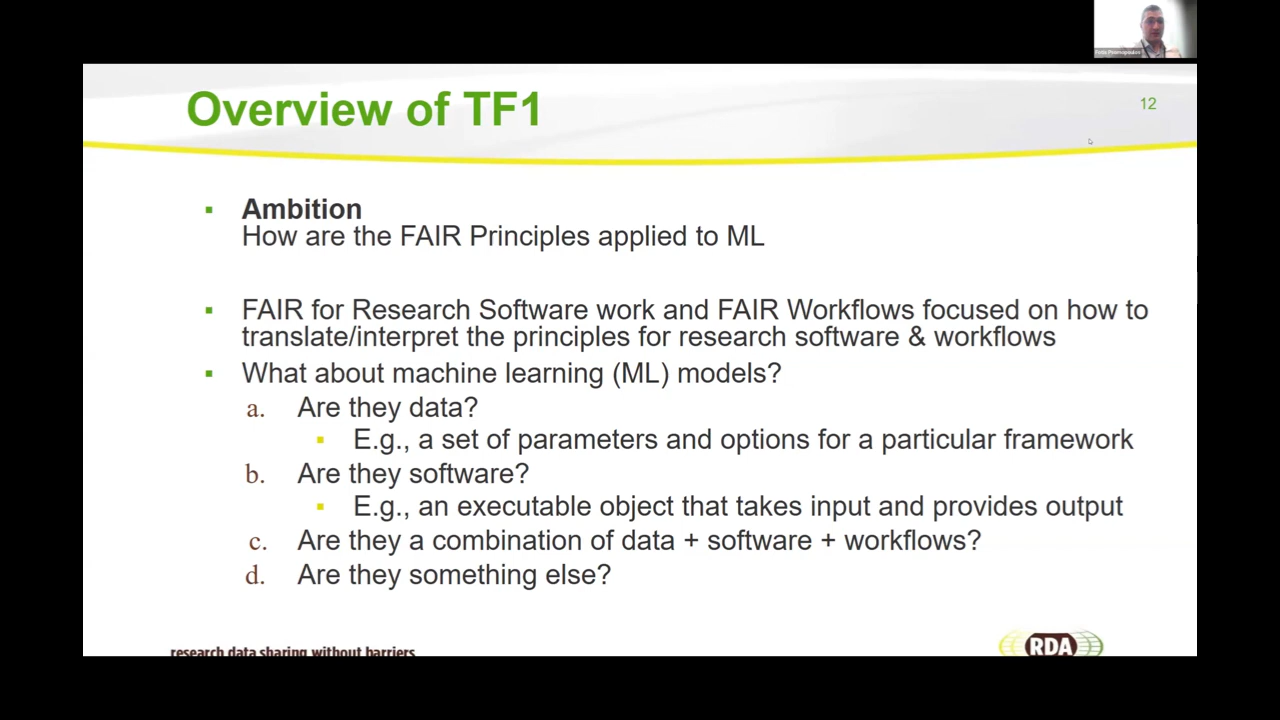 Fotis Psomopoulos
Overview of TF1
12
▪ Ambition
How are the FAIR Principles applied to ML
▪ FAIR for Research Software work and FAIR Workflows focused on how to
translate/interpret the principles for research software & workflows
▪ What about machine learning (ML) models?
a. Are they data?
▪ E.g., a set of parameters and options for a particular framework
b. Are they software?
▪ E.g., an executable object that takes input and provides output
c. Are they a combination of data + software + workflows?
d. Are they something else?
research data sharing without barriers
RDA